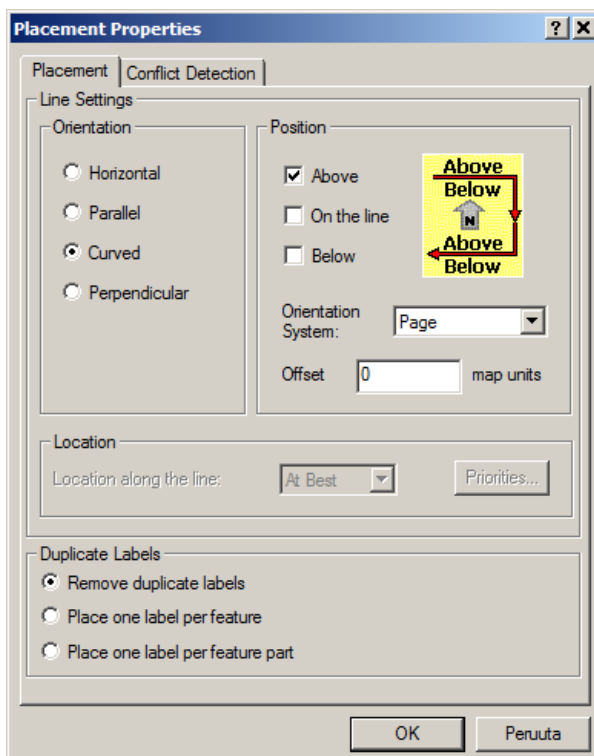 Placement Properties
?
Placement
Conflict Detection
Line Settings
Orientation
Horizontal
Parallel
Curved
Perpendicular
Position
Above
On the line
Below
Above
Below
N
Above
Below
Orientation
System:
Page
Offset
0
map units
Location
Location along the line:
At Best
Priorities...
Duplicate Labels
Remove duplicate labels
Place one label per feature
Place one label per feature part
OK
Peruuta